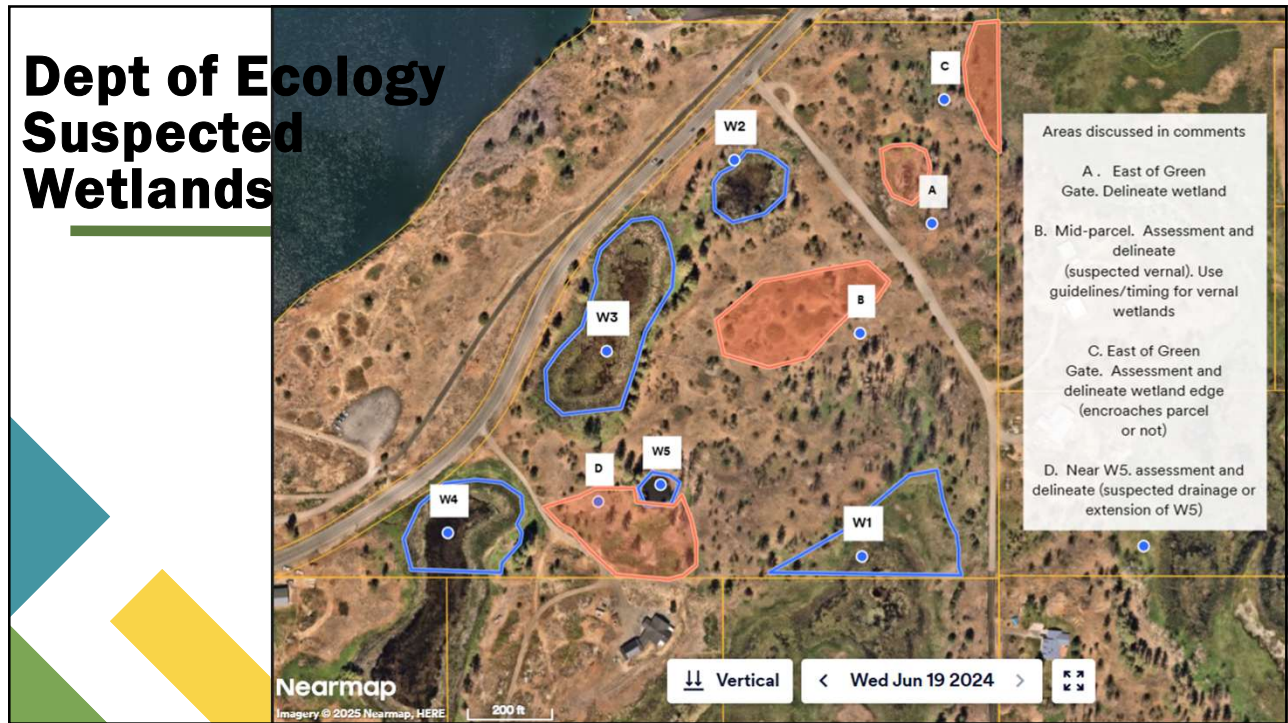 Dept of Ecology
Suspected
Wetlands
C
W2
A
Areas discussed in comments
A .   East of Green
Gate. Delineate wetland
B.  Mid-parcel.  Assessment and
delineate
(suspected vernal). Use
guidelines/timing for vernal
wetlands
C. East of Green
Gate.  Assessment and
delineate wetland edge
(encroaches parcel
or not)
D.  Near W5. assessment and
delineate (suspected drainage or
extension of W5)
B
W3
W5
D
W4
W1
Vertical
Wed Jun 19 2024
Nearmap
Imagery © 2025 Nearmap, HERE
200 ft